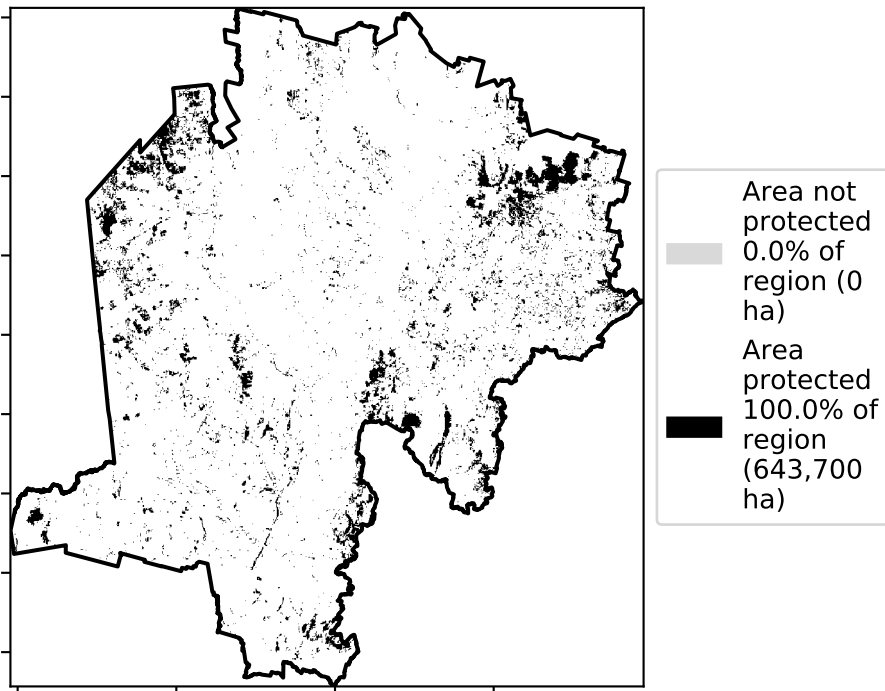 Area not
protected
0.0% of
region (0
ha)
Area
protected
100.0% of
region
(643,700
ha)